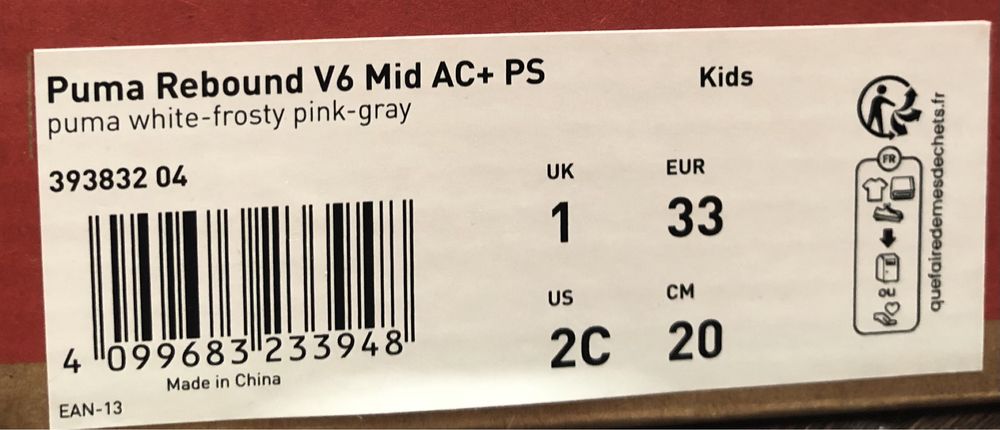 Puma Rebound V6 Mid AC+ PS
Kids
puma white-frosty pink-gray
393832 04
UK
EUR
1
33
US
CM
2C
20
4 099683 233948
Made in China
EAN-13
FR
quefairedemesdechets.fr